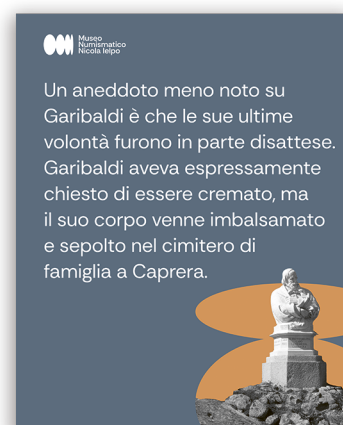 Museo
Numismatico
Nicola Ielpo
Un aneddoto meno noto su
Garibaldi è che le sue ultime
volontà furono in parte disattese.
Garibaldi aveva espressamente
chiesto di essere cremato, ma
il suo corpo venne imbalsamato
e sepolto nel cimitero di
famiglia a Caprera.